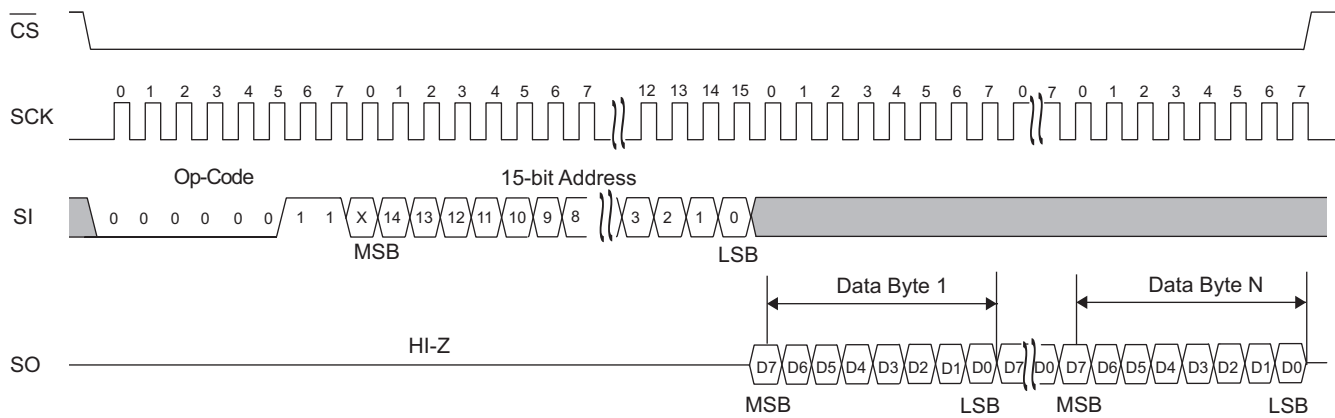 CS
0 1 2 3 4 5 6 7 0 1 2 3 4 5 6 7 12 13 14 15 0 1 2 3 4 5 6 7 0 7 0 1 2 3 4 5 6 7
SCK
Op-Code 15-bit Address
SI 0 0 0 0 0 0 1 1 X 14 13 12 11 10 9 8 3 2 1 0
MSB LSB
Data Byte 1 Data Byte N
HI-Z
SO D7 D6 D5 D4 D3 D2 D1 D0 D7 D0 D7 D6 D5 D4 D3 D2 D1 D0
MSB LSB MSB LSB